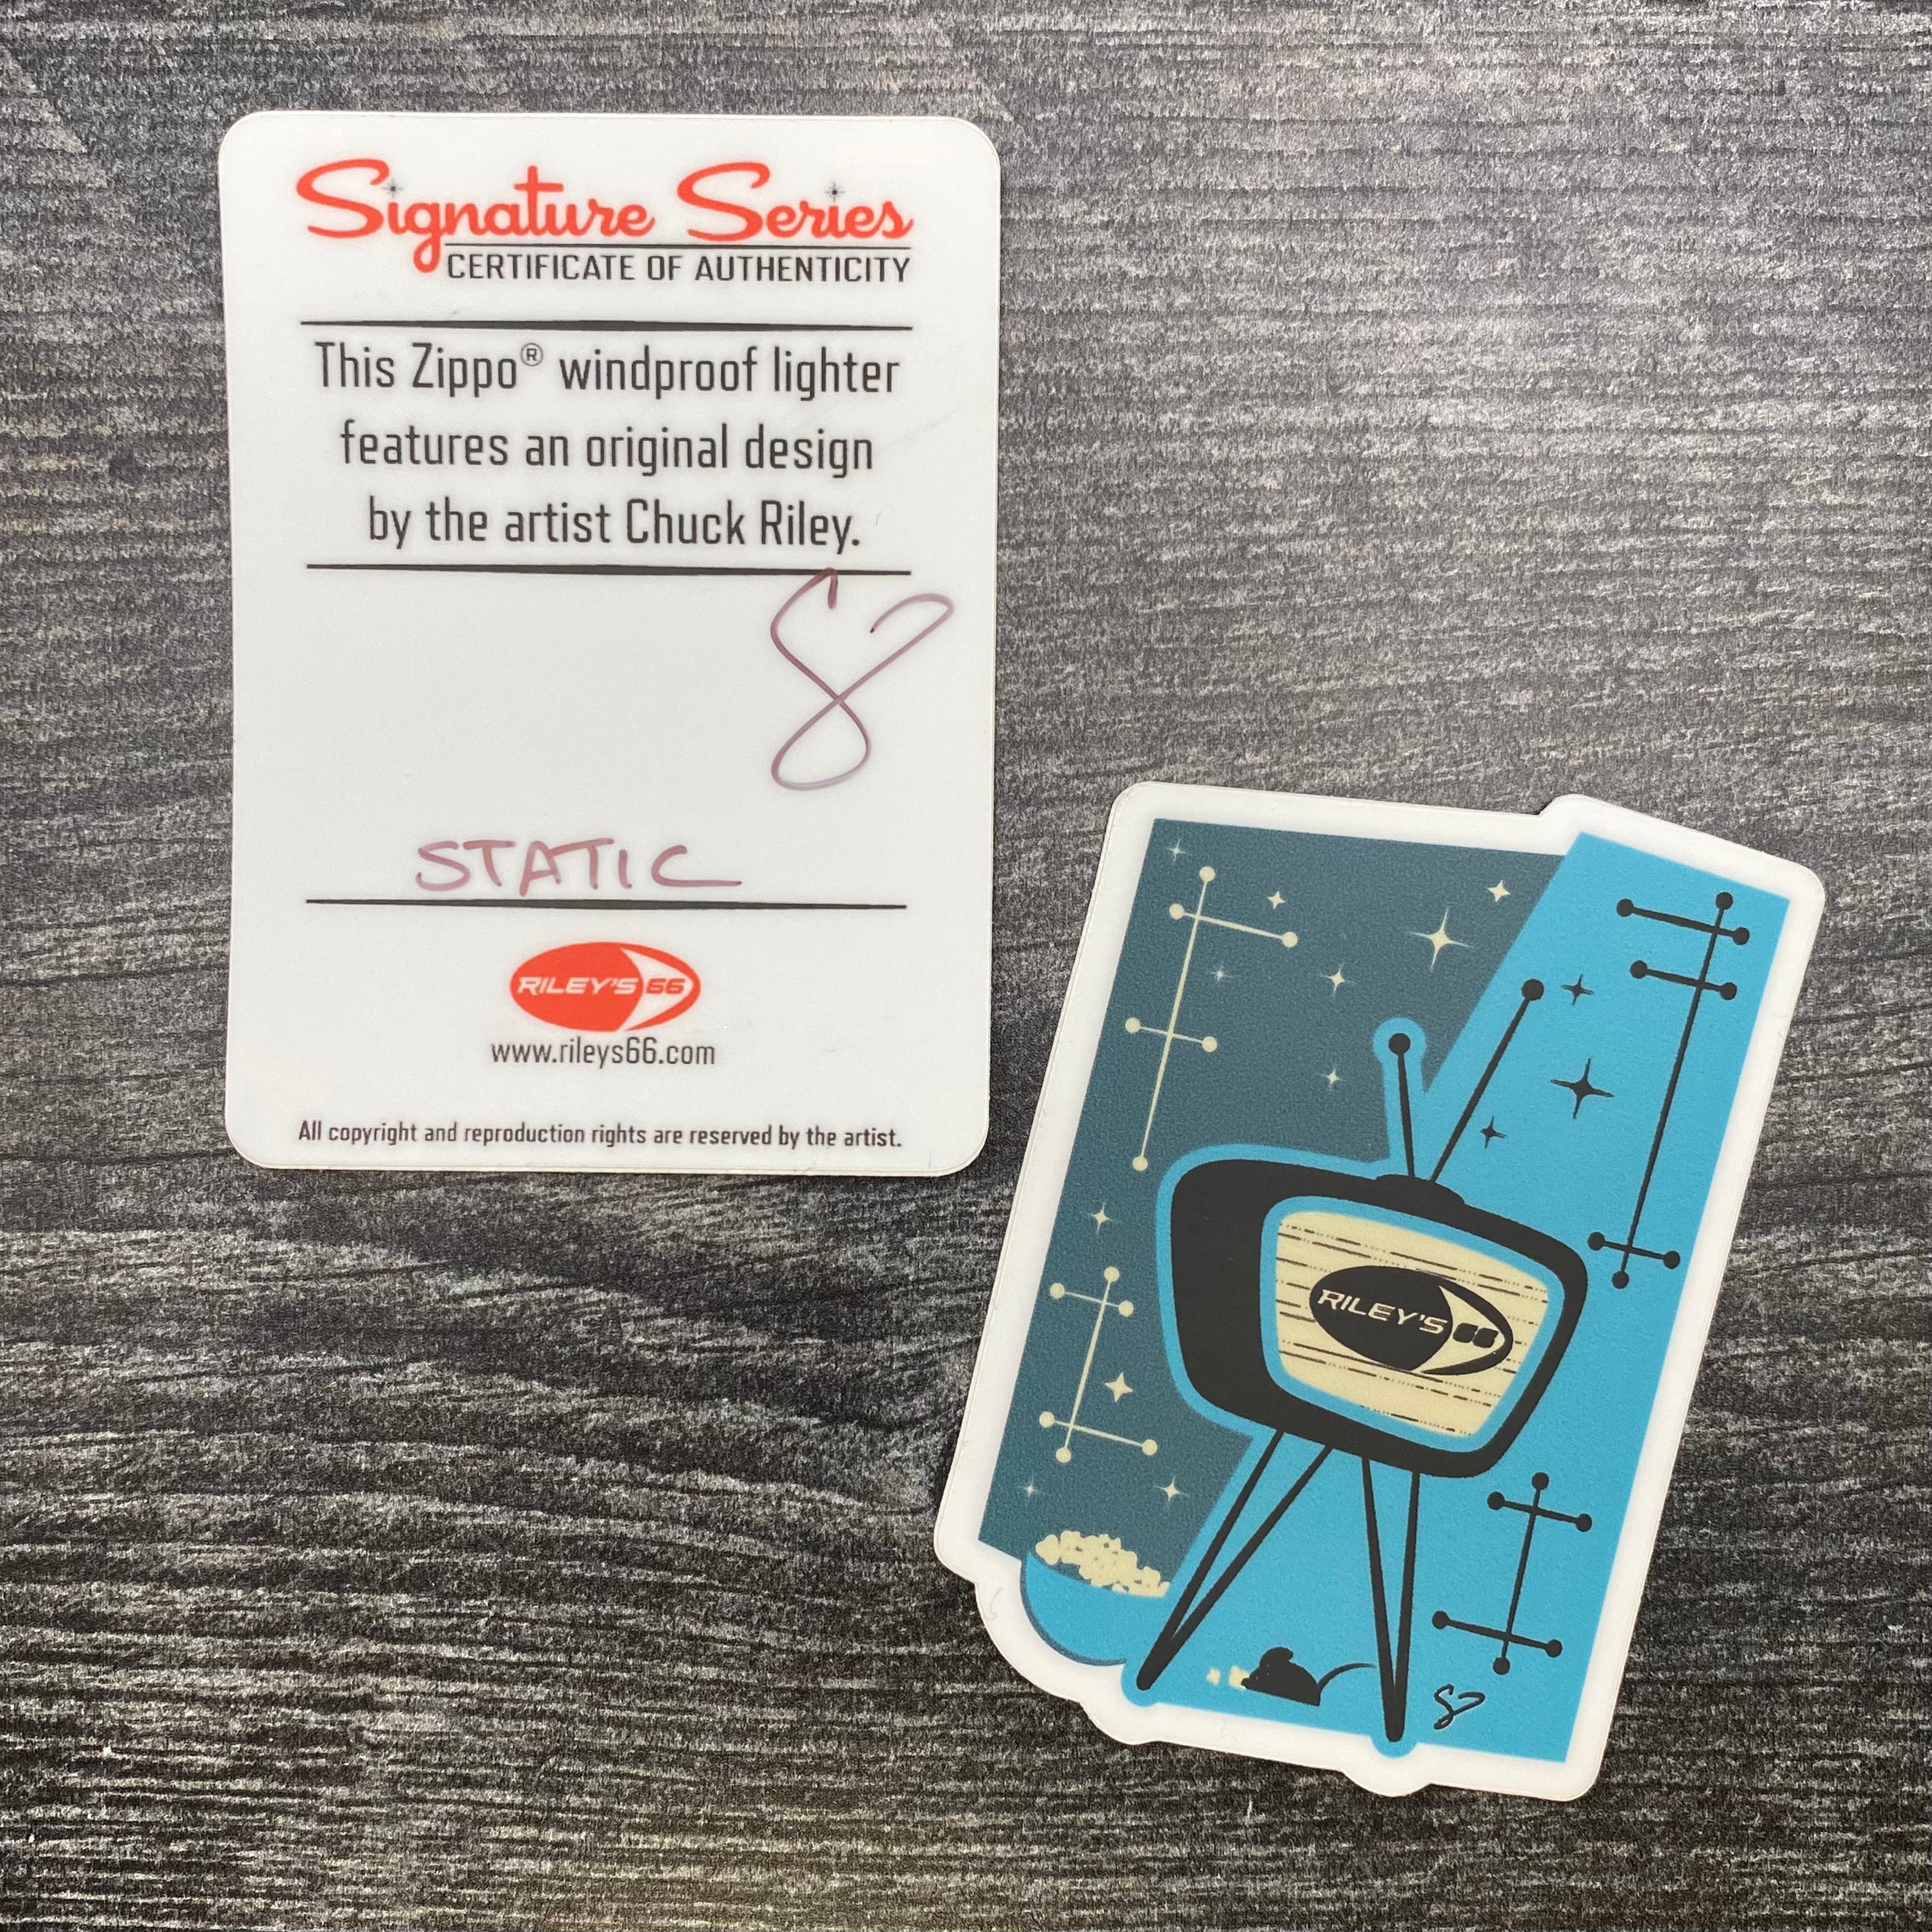 Signature Series
CERTIFICATE OF AUTHENTICITY
This Zippo® windproof lighter
features an original design
by the artist Chuck Riley.
STATIC
RILEY'S 66
www.rileys66.com
All copyright and reproduction rights are reserved by the artist.
RILEY'S 66